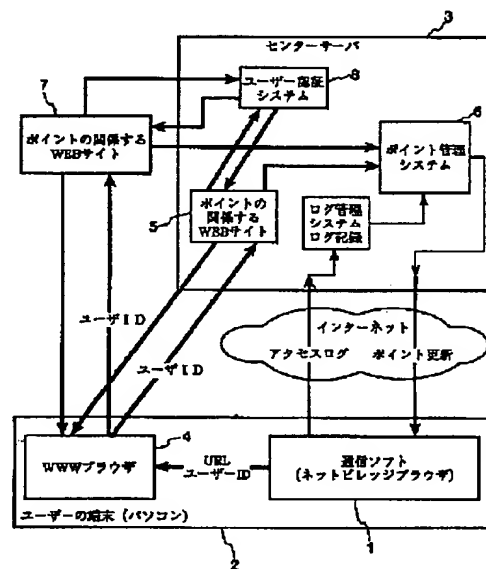 3
センターサーバ
7
ユーザー認証
システム
8
6
ポイントの関係する
WEBサイト
ポイント管理
システム
5
ポイントの
関係する
WEBサイト
ログ管理
システム
ログ記録
ユーザID
インターネット
アクセスログ
ポイント更新
ユーザID
4
WWWブラウザ
URL
ユーザーID
通信ソフト
(ネットビレッジブラウザ)
ユーザーの端末(パソコン)
1
2